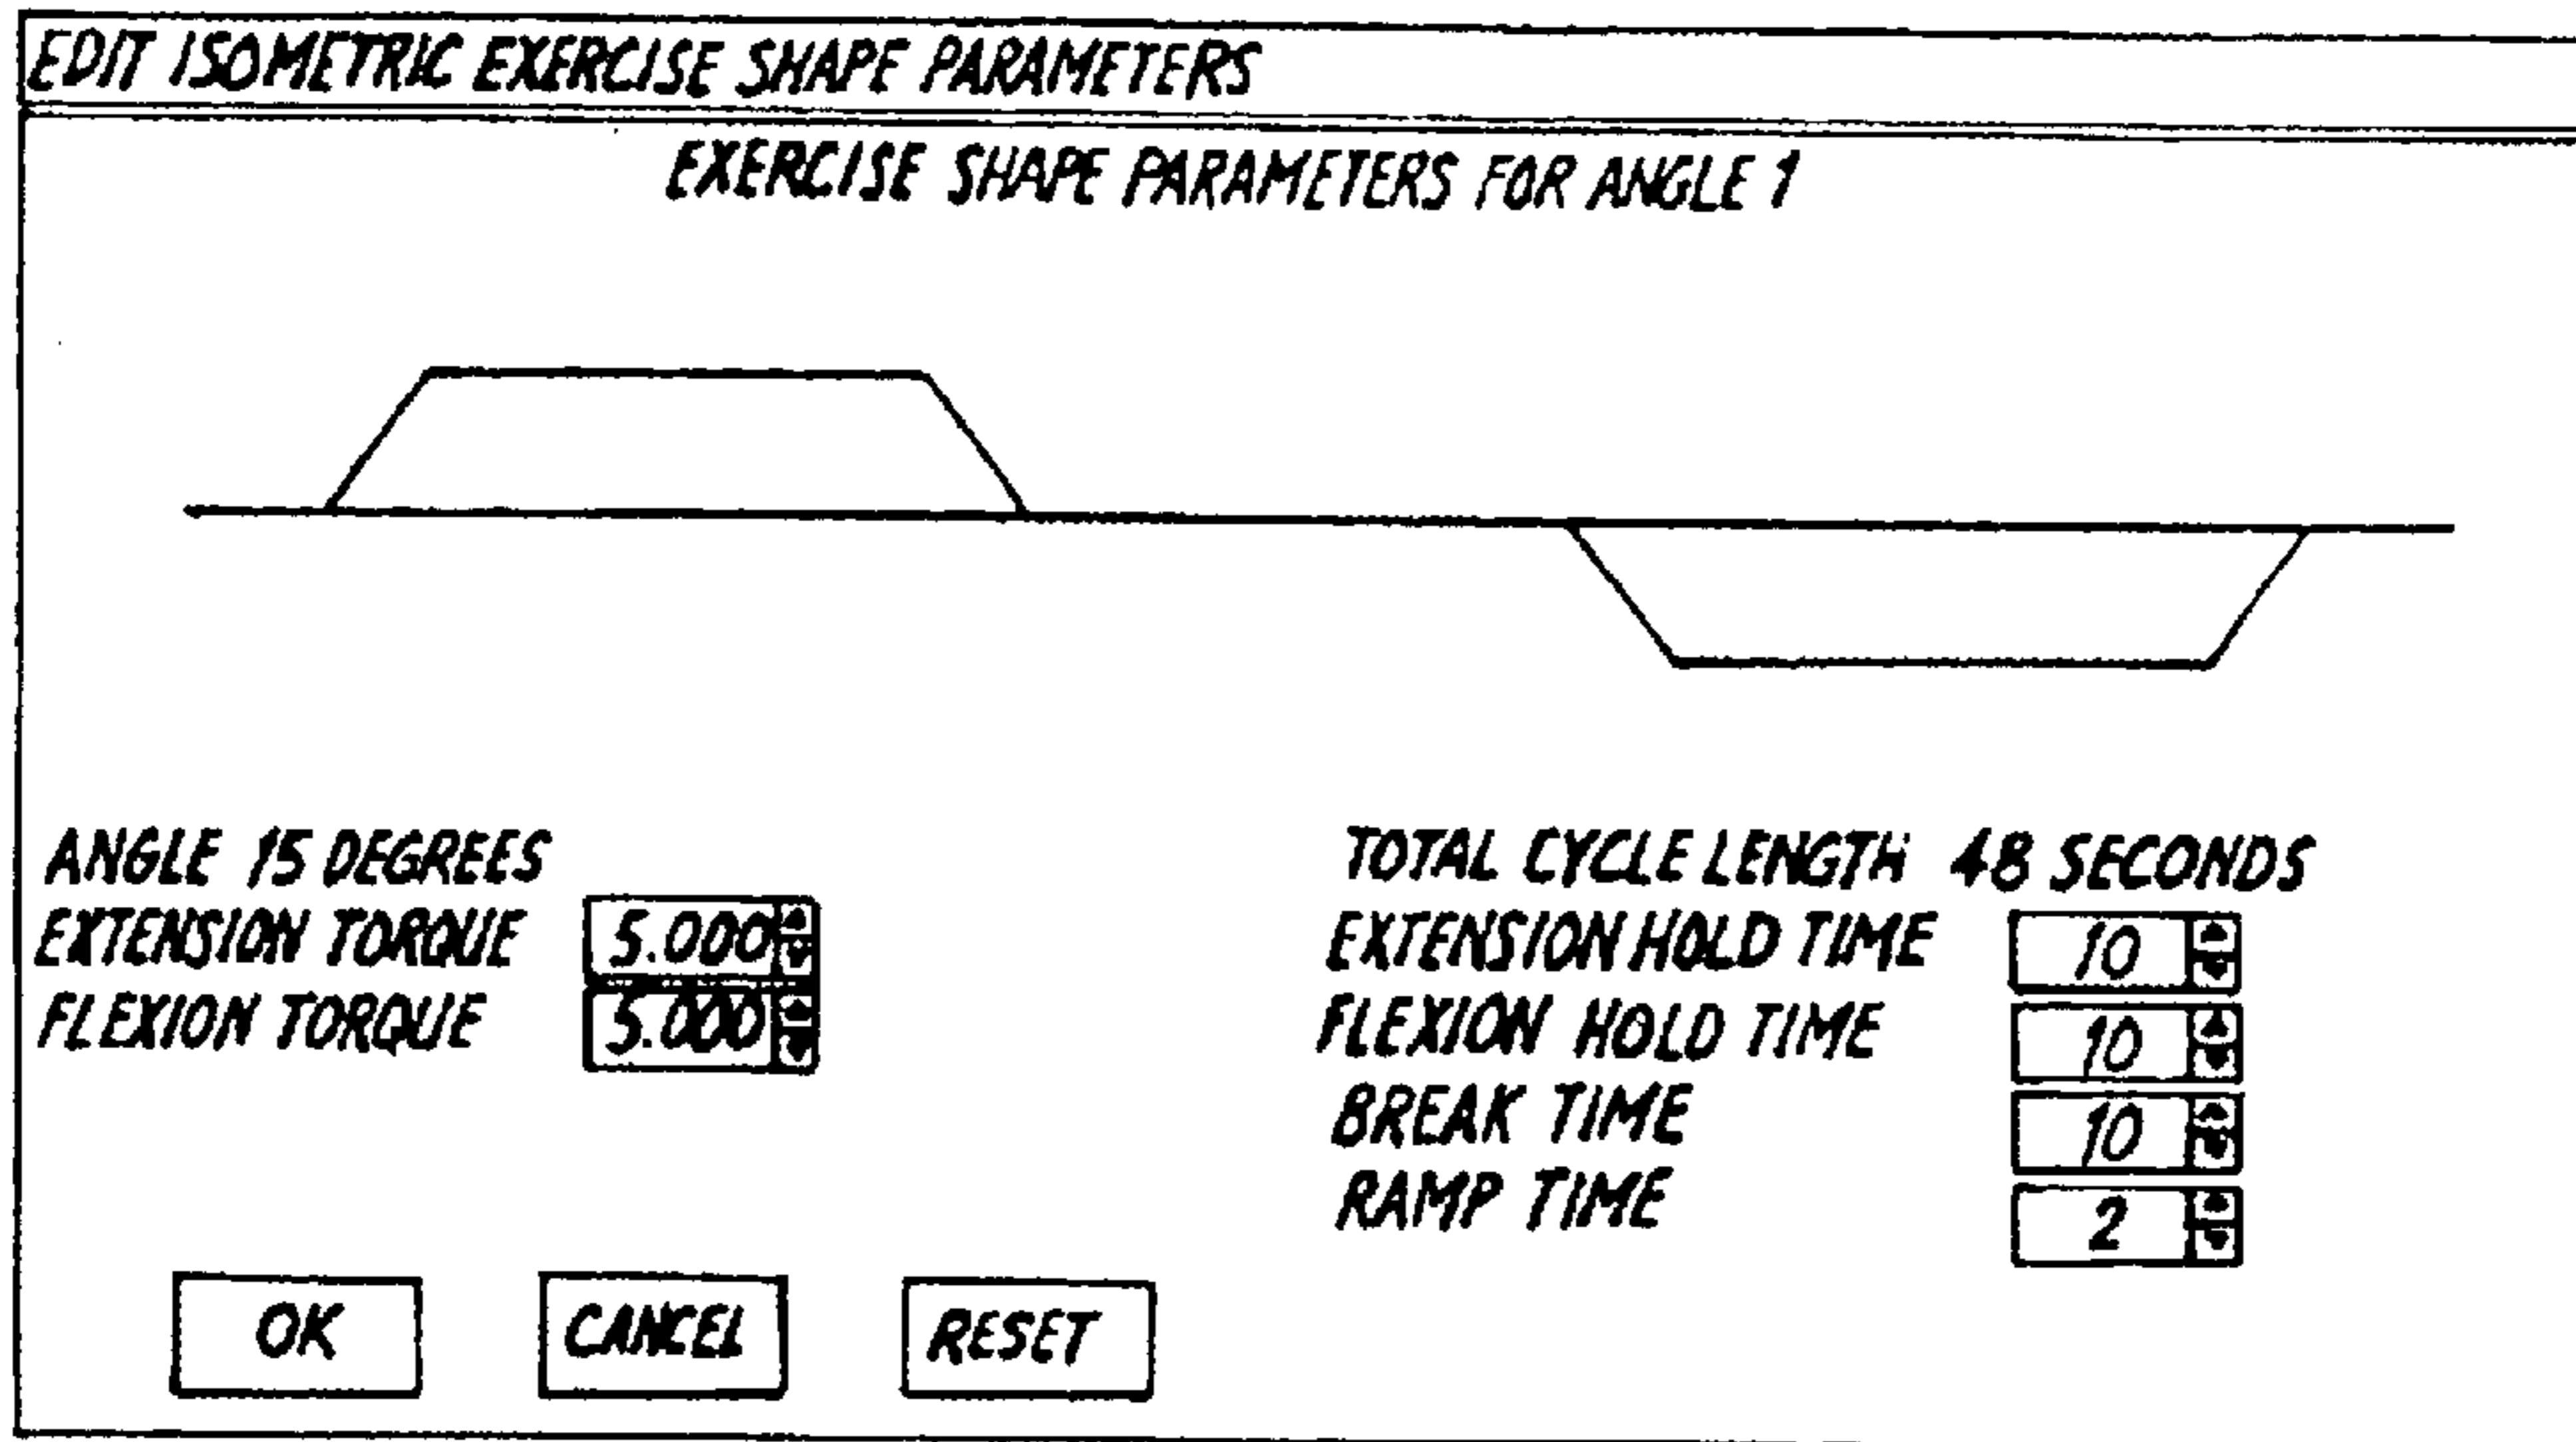 EDIT ISOMETRIC EXERCISE SHAPE PARAMETERS
EXERCISE SHAPE PARAMETERS FOR ANGLE 1
ANGLE 15 DEGREES
EXTENSION TORQUE 5.000
FLEXION TORQUE 5.000
TOTAL CYCLE LENGTH 48 SECONDS
EXTENSION HOLD TIME 10
FLEXION HOLD TIME 10
BREAK TIME 10
RAMP TIME 2
OK CANCEL RESET